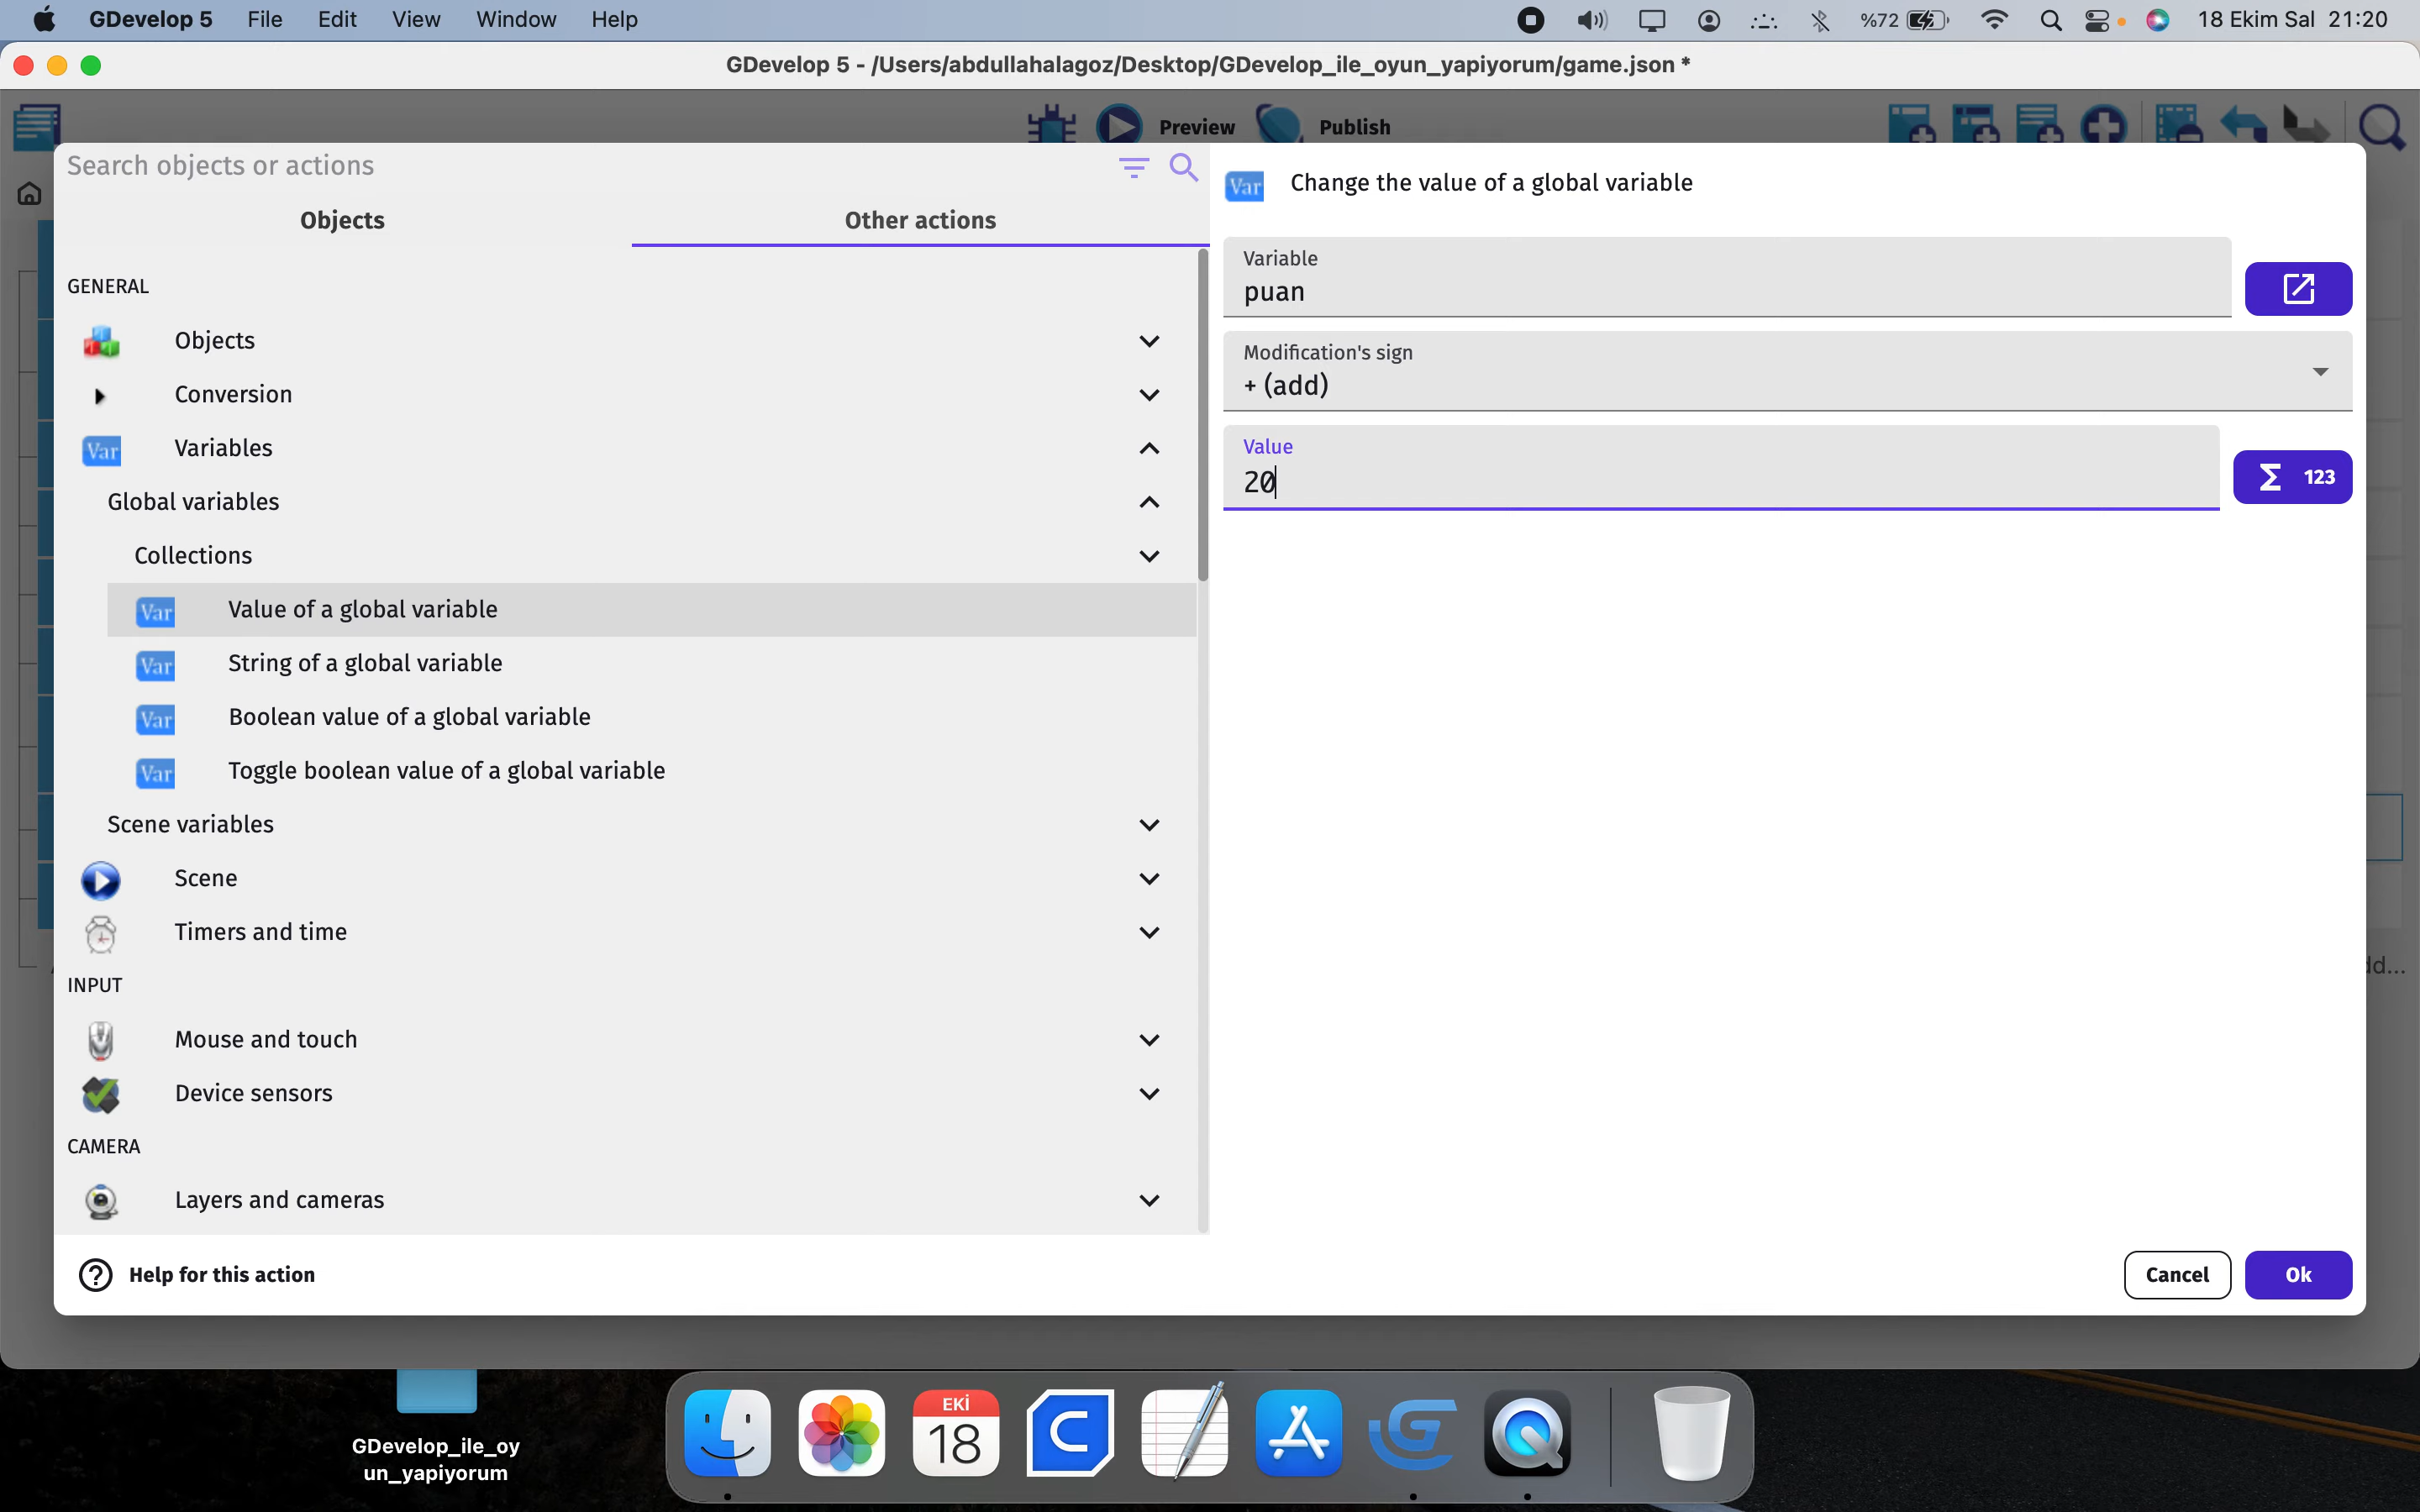 GDevelop 5 File Edit View Window Help %72 18 Ekim Sal 21:20
GDevelop 5 - /Users/abdullahalagoz/Desktop/GDevelop_ile_oyun_yapiyorum/game.json *
Preview Publish
Search objects or actions
Objects Other actions
GENERAL
Objects
Conversion
Var Variables
Global variables
Collections
Var Value of a global variable
Var String of a global variable
Var Boolean value of a global variable
Var Toggle boolean value of a global variable
Scene variables
Scene
Timers and time
INPUT
Mouse and touch
Device sensors
CAMERA
Layers and cameras
Help for this action
Var Change the value of a global variable
Variable
puan
Modification's sign
+ (add)
Value
20
Σ 123
Cancel Ok
dd...
GDevelop_ile_oy
un_yapiyorum
EKİ
18